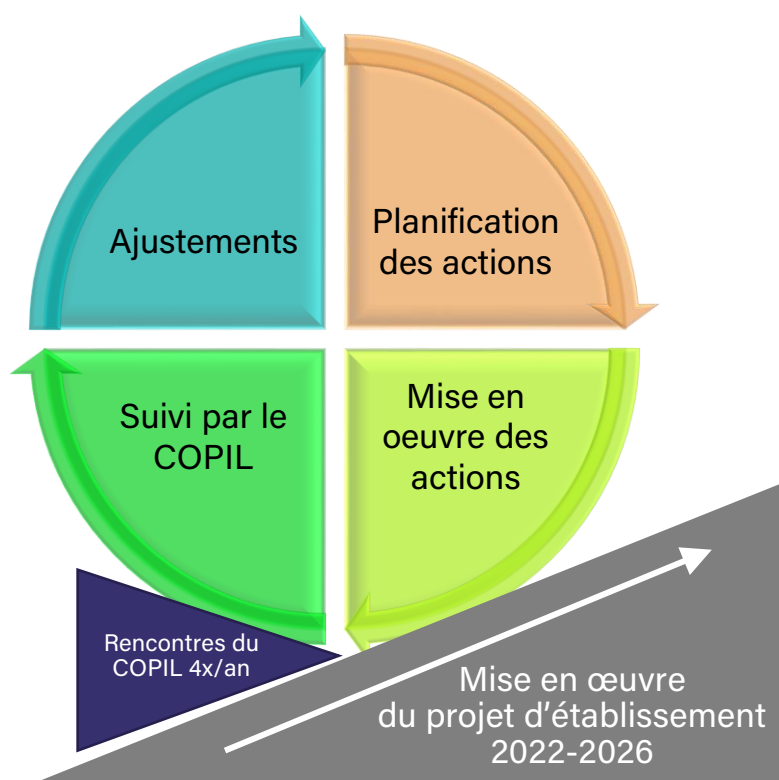 Ajustements
Planification
des actions
Suivi par le
COPIL
Mise en
oeuvre des
actions
Rencontres du
COPIL 4x/an
Mise en œuvre
du projet d’établissement
2022-2026